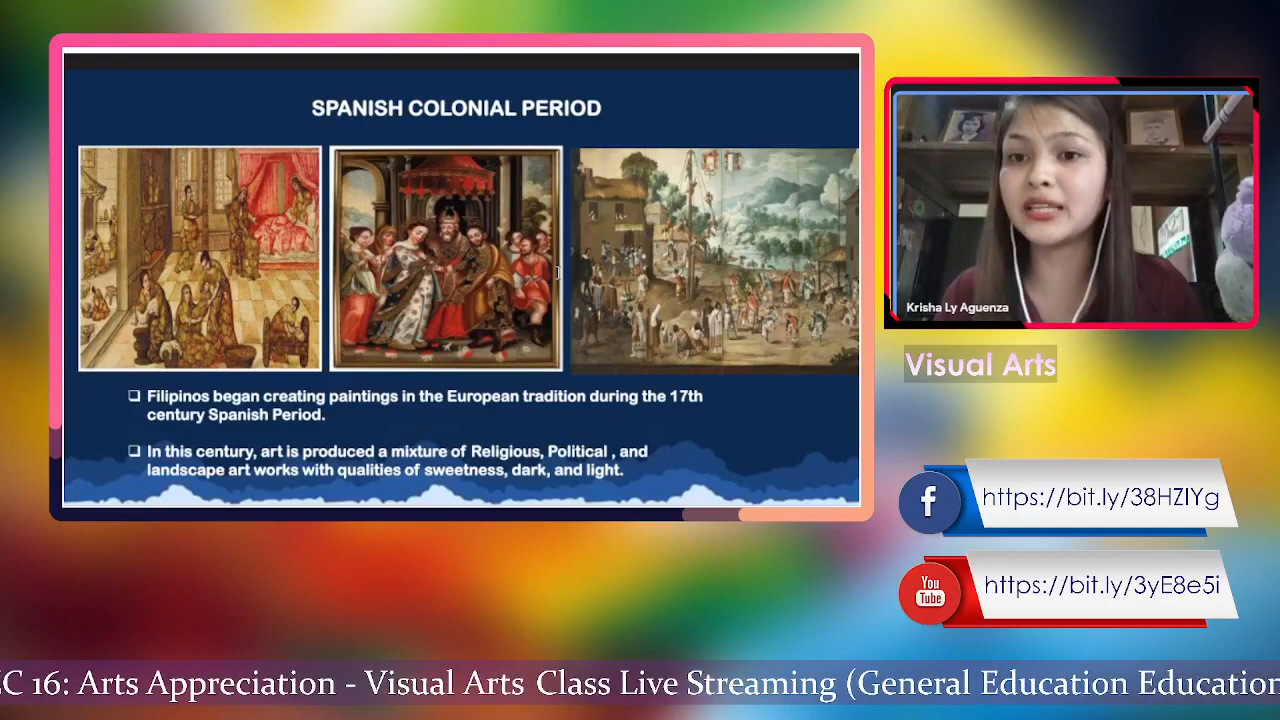 SPANISH COLONIAL PERIOD
Filipinos began creating paintings in the European tradition during the 17th
century Spanish Period.
In this century, art is produced a mixture of Religious, Political , and
landscape art works with qualities of sweetness, dark, and light.
Krisha Ly Aguenza
Visual Arts
f
https://bit.ly/38HZIYg
You
Tube
https://bit.ly/3yE8e5i
EC 16: Arts Appreciation - Visual Arts Class Live Streaming (General Education Education